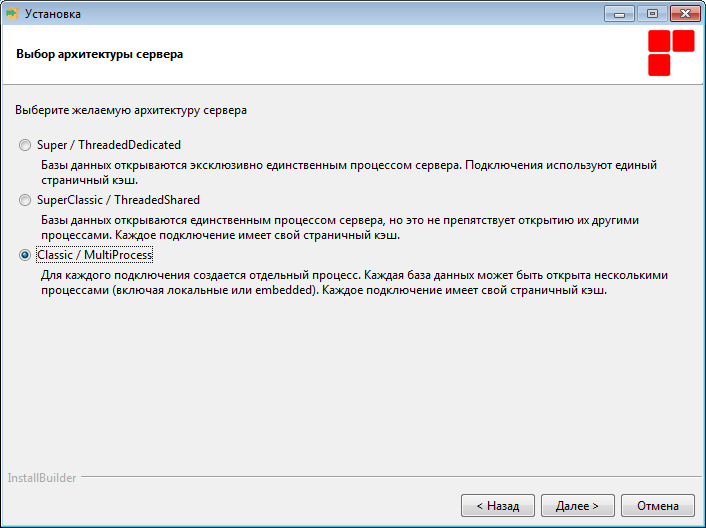 Установка
Выбор архитектуры сервера
Выберите желаемую архитектуру сервера
Super / ThreadedDedicated
Базы данных открываются эксклюзивно единственным процессом сервера. Подключения используют единый
страничный кэш.
SuperClassic / ThreadedShared
Базы данных открываются единственным процессом сервера, но это не препятствует открытию их другими
процессами. Каждое подключение имеет свой страничный кэш.
Classic / MultiProcess
Для каждого подключения создается отдельный процесс. Каждая база данных может быть открыта несколькими
процессами (включая локальные или embedded). Каждое подключение имеет свой страничный кэш.
InstallBuilder
< Назад Далее > Отмена